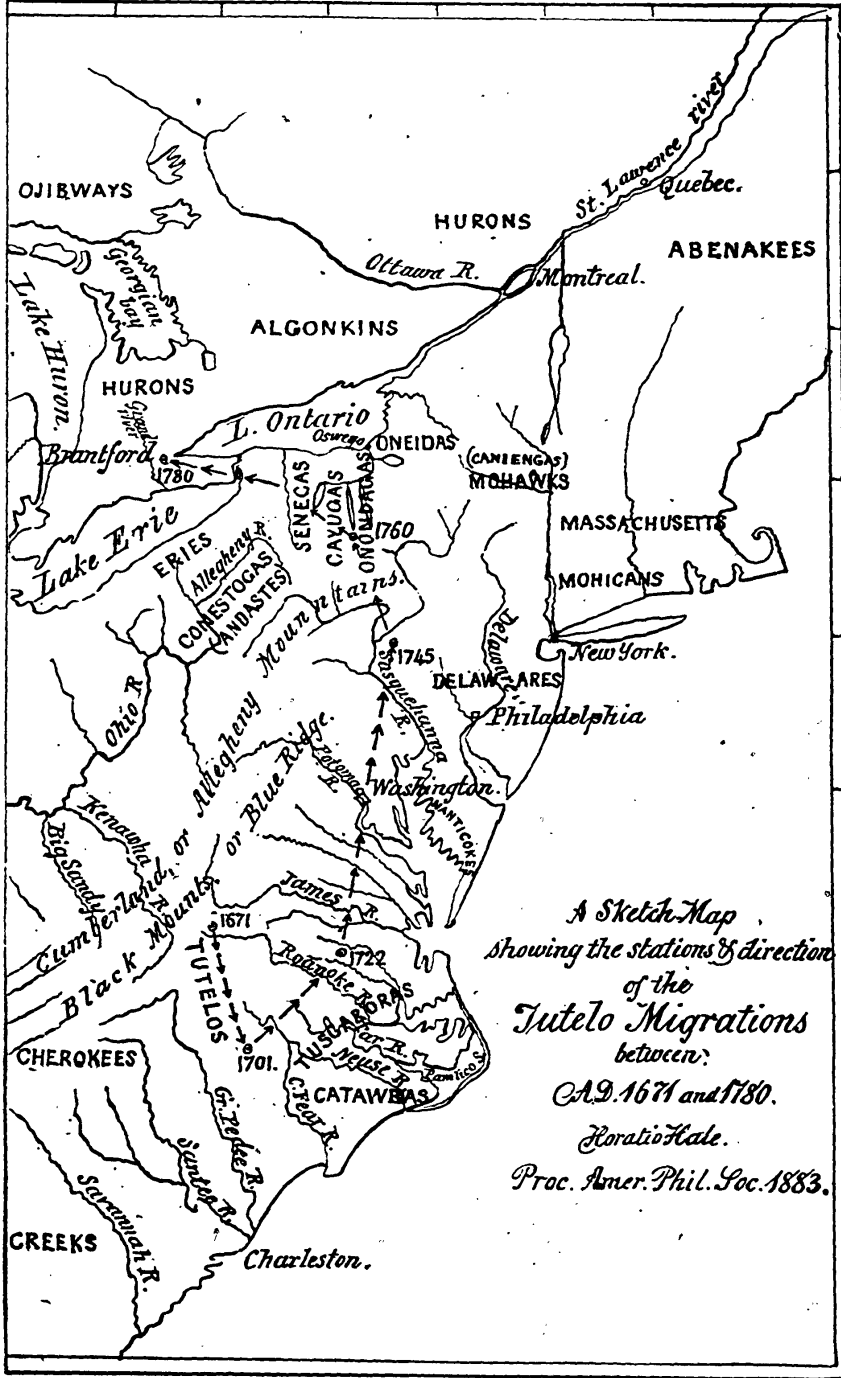 St. Lawrence river
Quebec.
OJIBWAYS
HURONS
ABENAKEES
Ottawa R.
Montreal.
Georgian
bay
Lake Huron.
ALGONKINS
HURONS
Grand
river
L. Ontario
Oswego
ONEIDAS
Brantford
1780
SENECAS
CAYUGAS
ONONDAGAS
(CANIENGAS)
MOHAWKS
1760
MASSACHUSETTS
Lake Erie
ERIES
Allegheny R.
CONESTOGAS
(ANDASTES)
MOHICANS
1745
Delaware
New York.
Susquehanna
R.
DELAWARES
Philadelphia
Ohio R
Cumberland, or Allegheny Mountains.
Black Mounts. or Blue Ridge.
Potomac
R.
Washington.
NANTICOKES
Kenawha
R
Big Sandy
James R.
1671
TUTELOS
1722
Roanoke R.
TUSCARORAS
Tar R.
1701.
Neuse R.
Pamlico S.
CHEROKEES
CATAWBAS
C. Fear R.
Gr. Pedee R.
Santee R.
Savannah R.
CREEKS
Charleston.
A Sketch Map
showing the stations & direction
of the
Tutelo Migrations
between
A.D. 1671 and 1780.
Horatio Hale.
Proc. Amer. Phil. Soc. 1883.